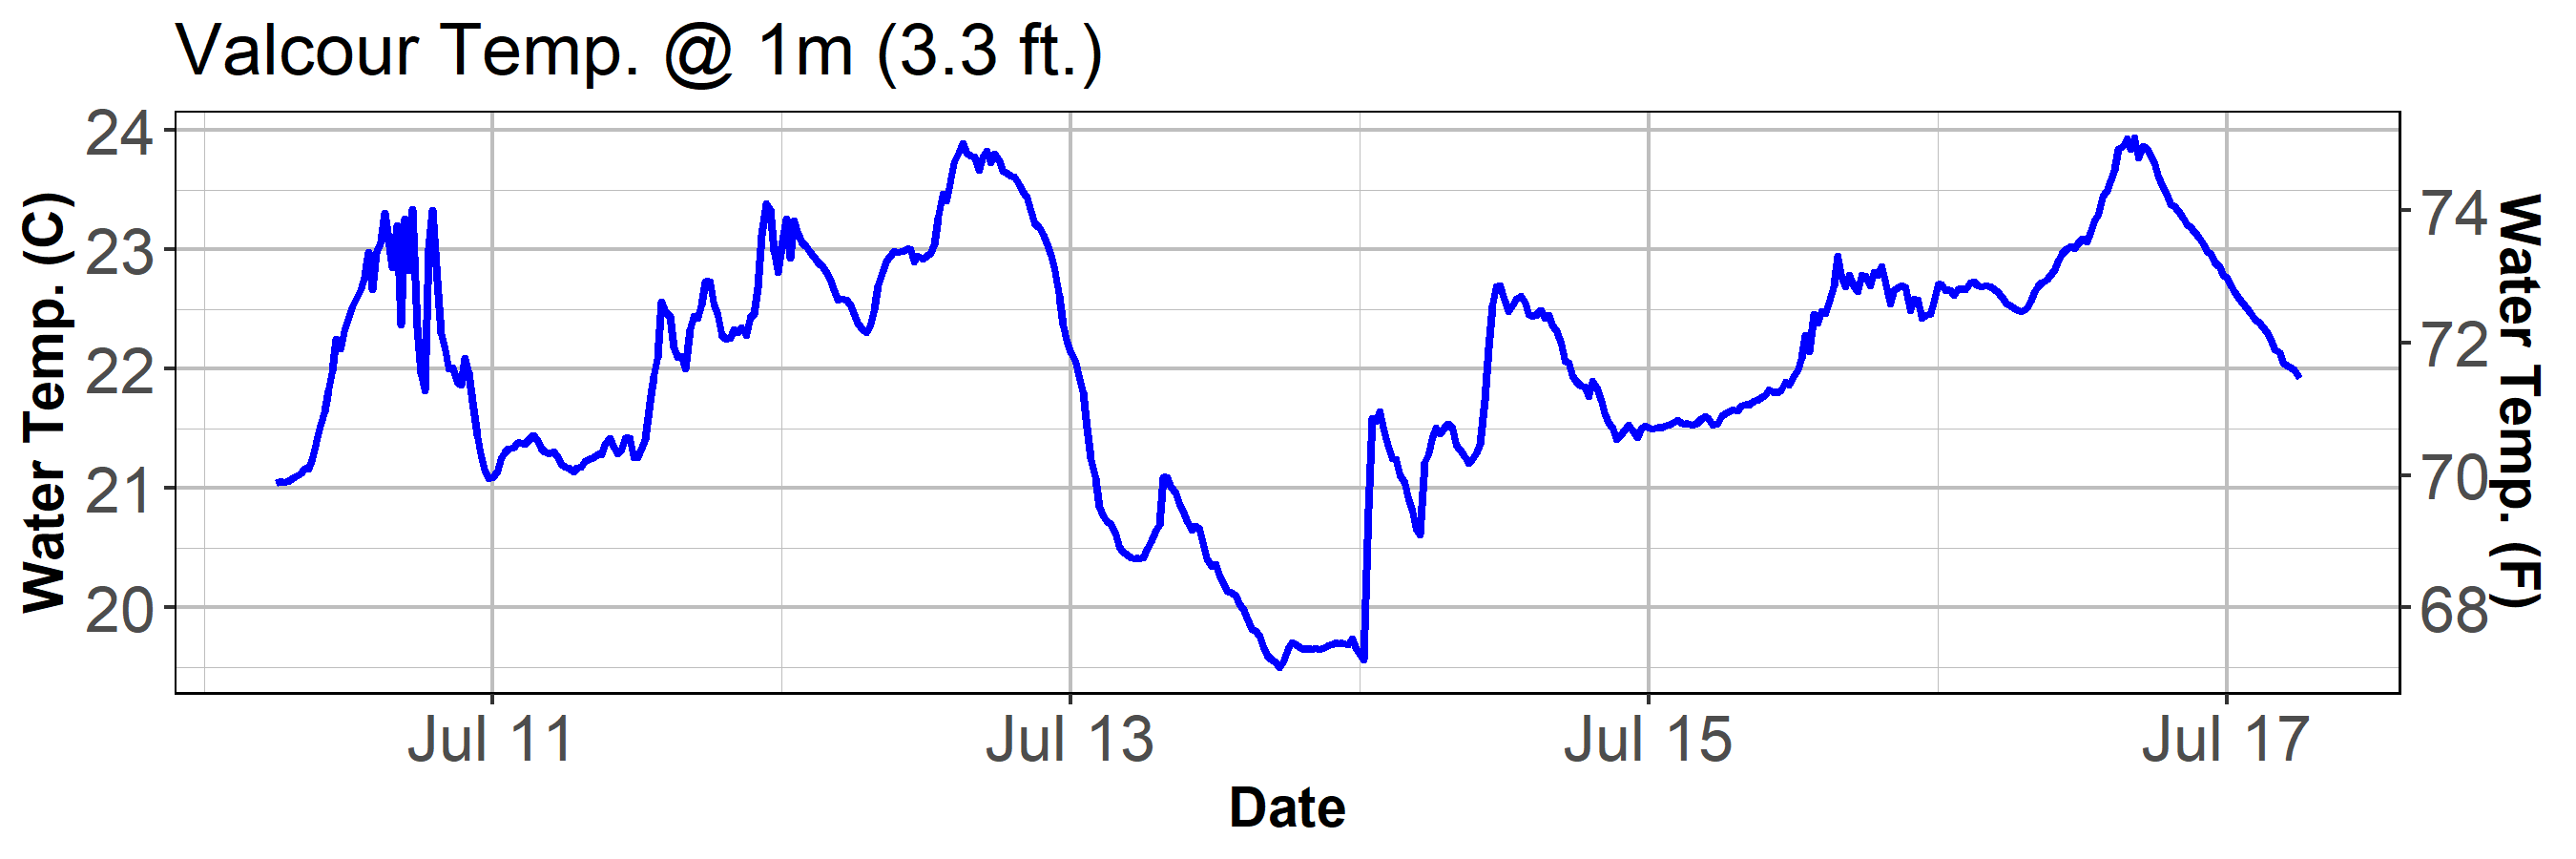 Valcour Temp. @ 1m (3.3 ft.)
Water Temp. (C)
24
23
22
21
20
74
72
70
68
Water Temp. (F)
Jul 11
Jul 13
Jul 15
Jul 17
Date